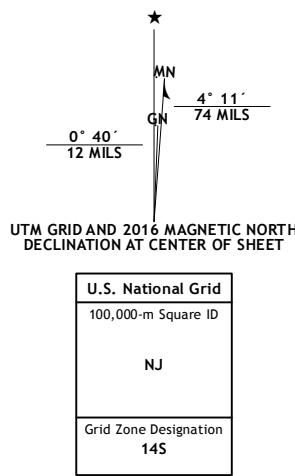 MN
4° 11´
74 MILS
GN
0° 40´
12 MILS
UTM GRID AND 2016 MAGNETIC NORTH
DECLINATION AT CENTER OF SHEET
U.S. National Grid
100,000-m Square ID
NJ
Grid Zone Designation
14S